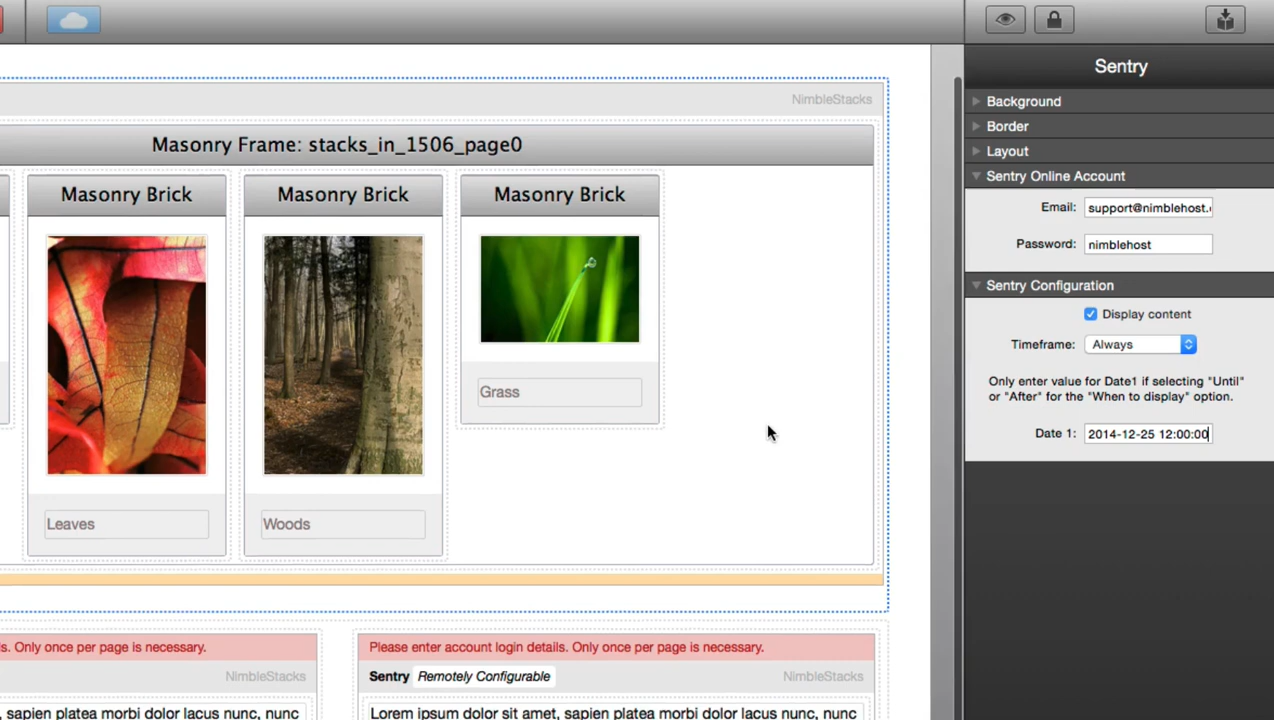 Sentry
Background
Border
Layout
Sentry Online Account
Email: support@nimblehost.
Password: nimblehost
Sentry Configuration
Display content
Timeframe: Always
Only enter value for Date1 if selecting "Until"
or "After" for the "When to display" option.
Date 1: 2014-12-25 12:00:00
NimbleStacks
Masonry Frame: stacks_in_1506_page0
Masonry Brick
Masonry Brick
Masonry Brick
Grass
Leaves
Woods
Only once per page is necessary.
NimbleStacks
, sapien platea morbi dolor lacus nunc, nunc
Please enter account login details. Only once per page is necessary.
Sentry Remotely Configurable
NimbleStacks
Lorem ipsum dolor sit amet, sapien platea morbi dolor lacus nunc, nunc